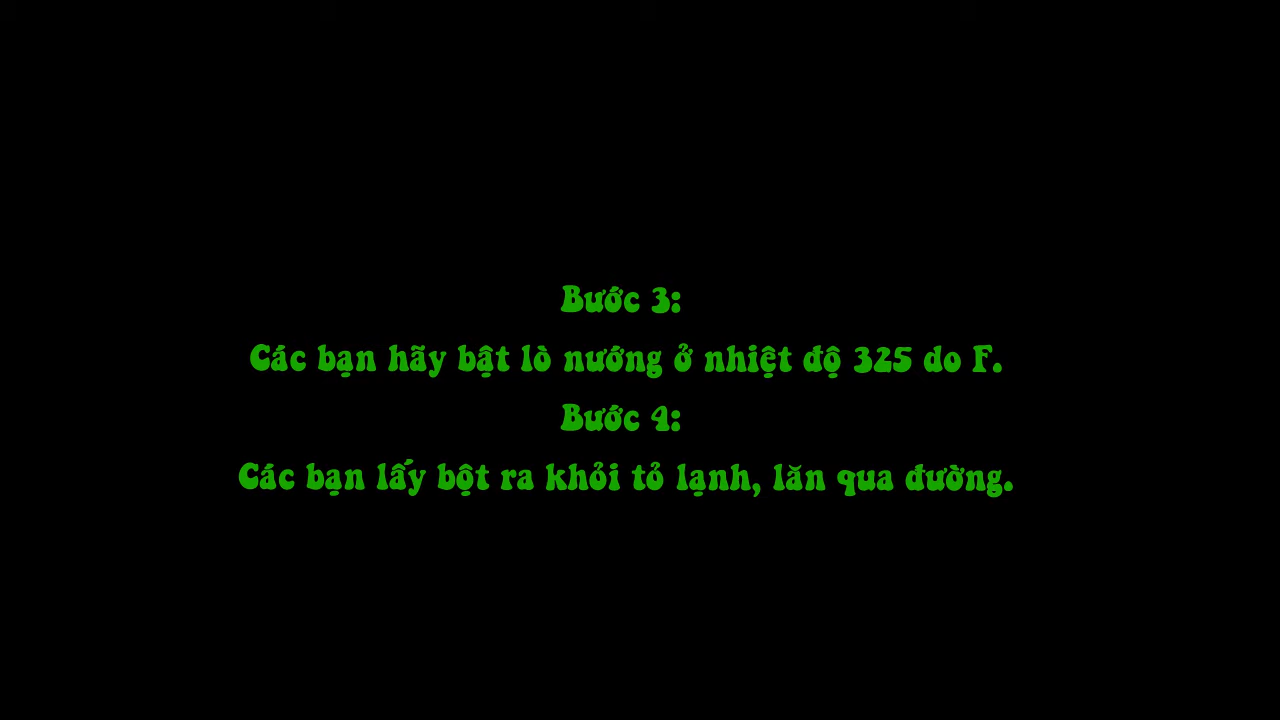 Bước 3:
Các bạn hãy bật lò nướng ở nhiệt độ 325 do F.
Bước 4:
Các bạn lấy bột ra khỏi tỏ lạnh, lăn qua đường.